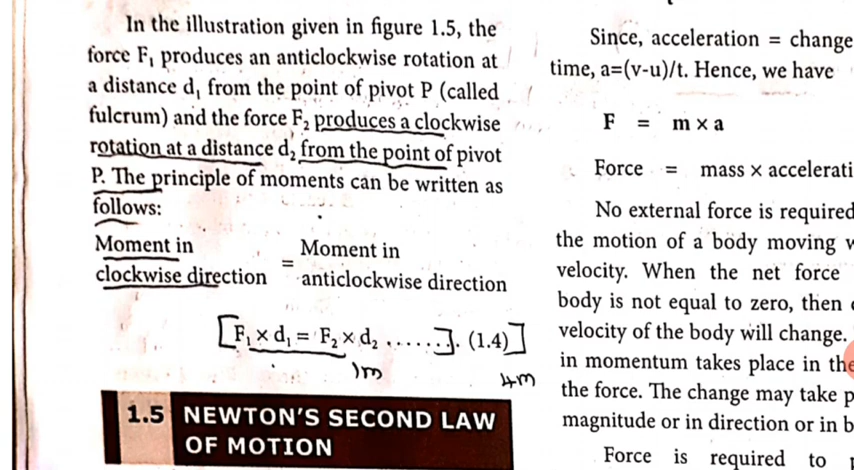 In the illustration given in figure 1.5, the
force F₁ produces an anticlockwise rotation at
a distance d₁ from the point of pivot P (called
fulcrum) and the force F₂ produces a clockwise
rotation at a distance d₂ from the point of pivot
P. The principle of moments can be written as
follows:
Moment in
clockwise direction
=
Moment in
anticlockwise direction
[F₁ × d₁ = F₂ × d₂ ......]. (1.4)]
1m
4m
1.5 NEWTON'S SECOND LAW
OF MOTION
Since, acceleration = change
time, a=(v-u)/t. Hence, we have
F = m x a
Force = mass × accelerati
No external force is required
the motion of a body moving
velocity. When the net force
body is not equal to zero, then
velocity of the body will change.
in momentum takes place in the
the force. The change may take p
magnitude or in direction or in b
Force is required to